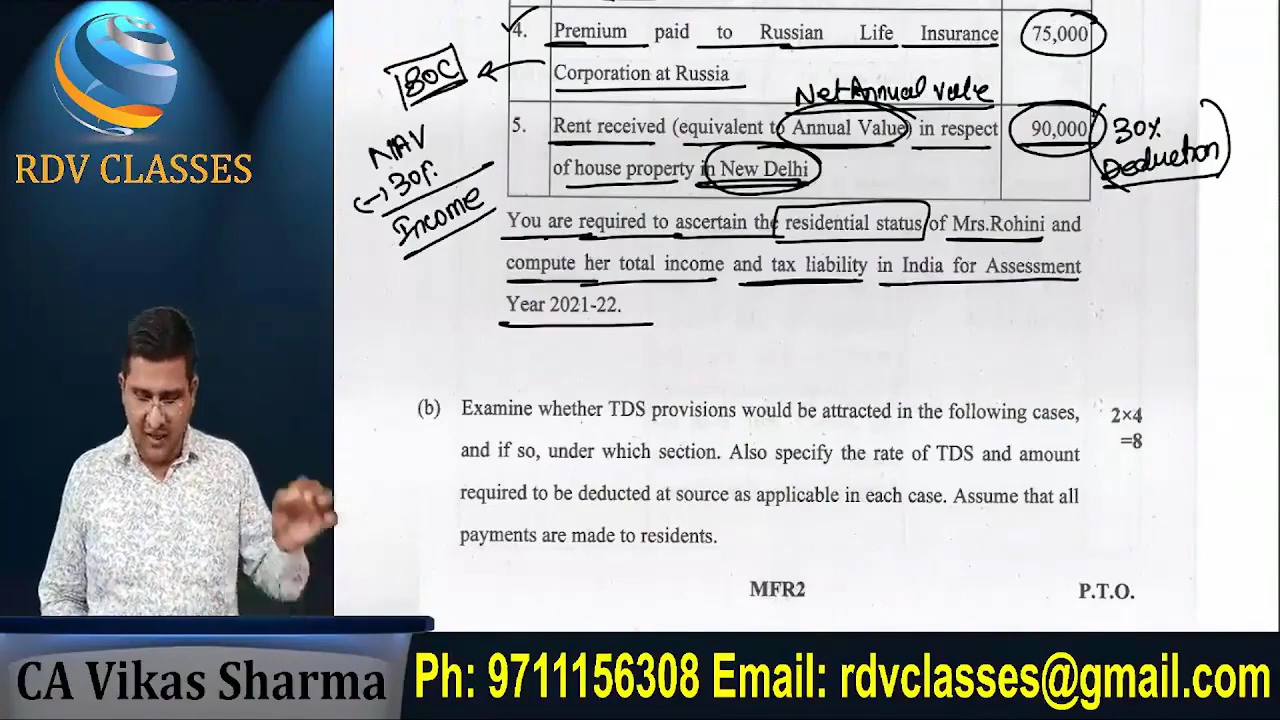 4. Premium paid to Russian Life Insurance 75,000
Corporation at Russia
80C
Net Annual Value
5. Rent received (equivalent to Annual Value) in respect 90,000
of house property in New Delhi
30%
Deduction
NAV
(-) 30%
Income
You are required to ascertain the residential status of Mrs.Rohini and
compute her total income and tax liability in India for Assessment
Year 2021-22.
(b) Examine whether TDS provisions would be attracted in the following cases, 2×4
and if so, under which section. Also specify the rate of TDS and amount =8
required to be deducted at source as applicable in each case. Assume that all
payments are made to residents.
MFR2 P.T.O.
RDV CLASSES
CA Vikas Sharma
Ph: 9711156308 Email: rdvclasses@gmail.com